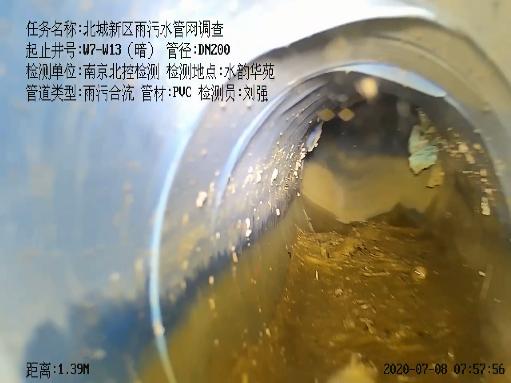 任务名称:北城新区雨污水管网调查
起止井号:W7-W13(暗) 管径:DN200
检测单位:南京北控检测 检测地点:水韵华苑
管道类型:雨污合流 管材:PVC 检测员:刘强
距离:1.39M
2020-07-08 07:57:56